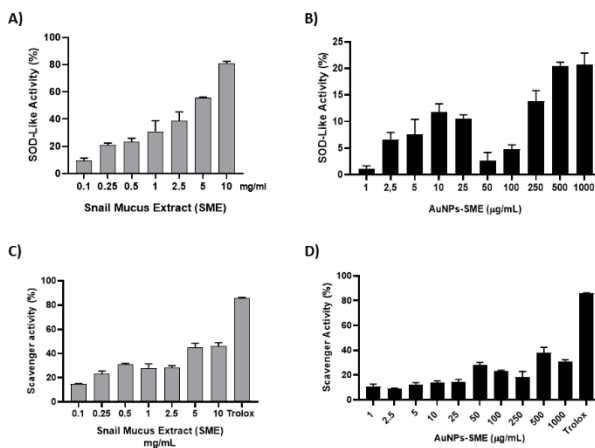 A)
SOD-Like Activity (%)
100
80
60
40
20
0
0.1 0.25 0.5 1 2.5 5 10 mg/ml
Snail Mucus Extract (SME)
B)
SOD-Like Activity (%)
25
20
15
10
5
0
1 2,5 5 10 25 50 100 250 500 1000
AuNPs-SME (µg/mL)
C)
Scavenger activity (%)
100
80
60
40
20
0
0.1 0.25 0.5 1 2.5 5 10 Trolox
Snail Mucus Extract (SME)
mg/mL
D)
Scavenger activity (%)
100
80
60
40
20
0
1 2.5 5 10 25 50 100 250 500 1000 Trolox
AuNPs-SME (µg/mL)